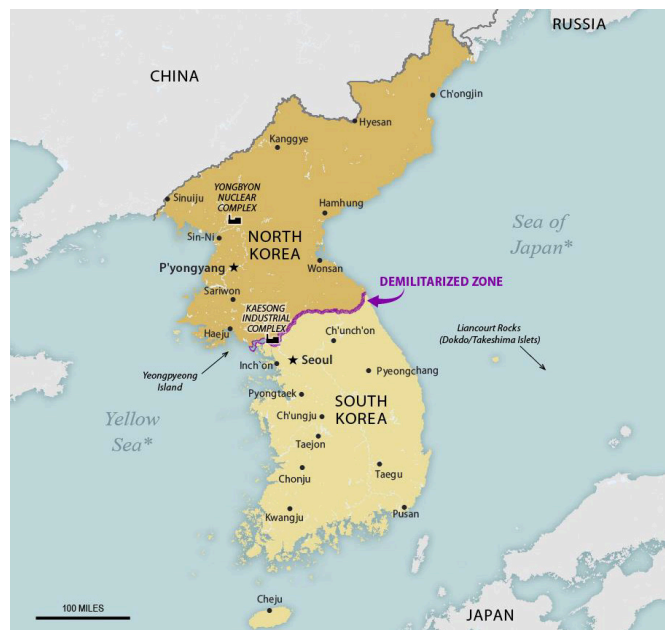 RUSSIA
CHINA
Ch'ongjin
Hyesan
Kanggye
Sinuiju
YONGBYON
NUCLEAR
COMPLEX
Hamhung
Sea of
Japan*
Sin-Ni
NORTH
KOREA
P'yongyang
Wonsan
DEMILITARIZED ZONE
Sariwon
KAESONG
INDUSTRIAL
COMPLEX
Haeju
Ch'unch'on
Liancourt Rocks
(Dokdo/Takeshima Islets)
Seoul
Inch'on
Yeongpyeong
Island
Pyeongchang
Pyongtaek
SOUTH
KOREA
Ch'ungju
Yellow
Sea*
Taejon
Chonju
Taegu
Kwangju
Pusan
Cheju
100 MILES
JAPAN